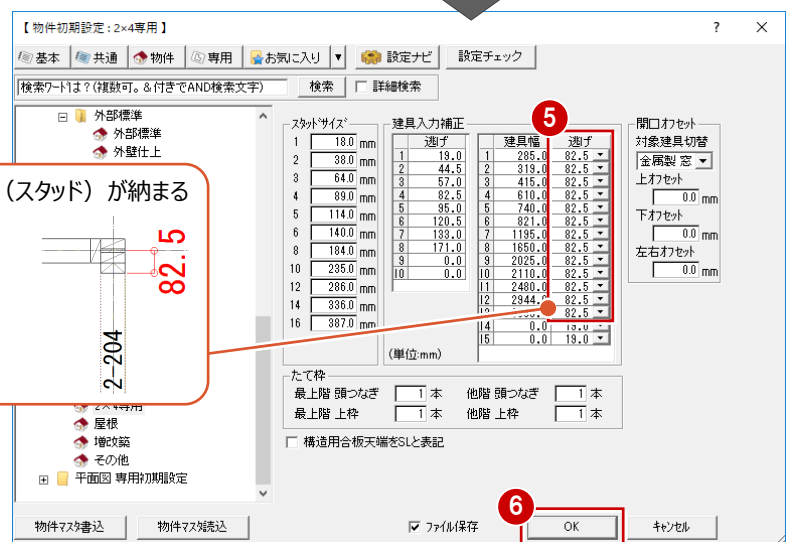 【 物件初期設定：2×4専用 】 ? ×
基本 共通 物件 専用 お気に入り ▼ 設定ナビ 設定チェック
検索ワードは？(複数可。＆付きでAND検索文字) 検索 詳細検索
外部標準
外部標準
外壁仕上
（スタッド）が納まる
82.5
2-204
2×4専用
屋根
増改築
その他
平面図 専用初期設定
スタッドサイズ
1 18.0 mm
2 38.0 mm
3 64.0 mm
4 89.0 mm
5 114.0 mm
6 140.0 mm
8 184.0 mm
10 235.0 mm
12 286.0 mm
14 336.0 mm
16 387.0 mm
建具入力補正
逃げ
1 19.0
2 44.5
3 57.0
4 82.5
5 95.0
6 120.5
7 133.0
8 171.0
9 0.0
10 0.0
5
建具幅 逃げ
1 285.0 82.5
2 319.0 82.5
3 415.0 82.5
4 610.0 82.5
5 740.0 82.5
6 821.0 82.5
7 1195.0 82.5
8 1650.0 82.5
9 2025.0 82.5
10 2110.0 82.5
11 2480.0 82.5
12 2944.0 82.5
82.5
14 0.0 19.0
15 0.0 19.0
(単位:mm)
開口オフセット
対象建具切替
金属製 窓
上オフセット
0.0 mm
下オフセット
0.0 mm
左右オフセット
0.0 mm
たて枠
最上階 頭つなぎ 1 本 他階 頭つなぎ 1 本
最上階 上枠 1 本 他階 上枠 1 本
構造用合板天端をSLと表記
6
物件マスタ書込 物件マスタ読込 ファイル保存 OK キャンセル